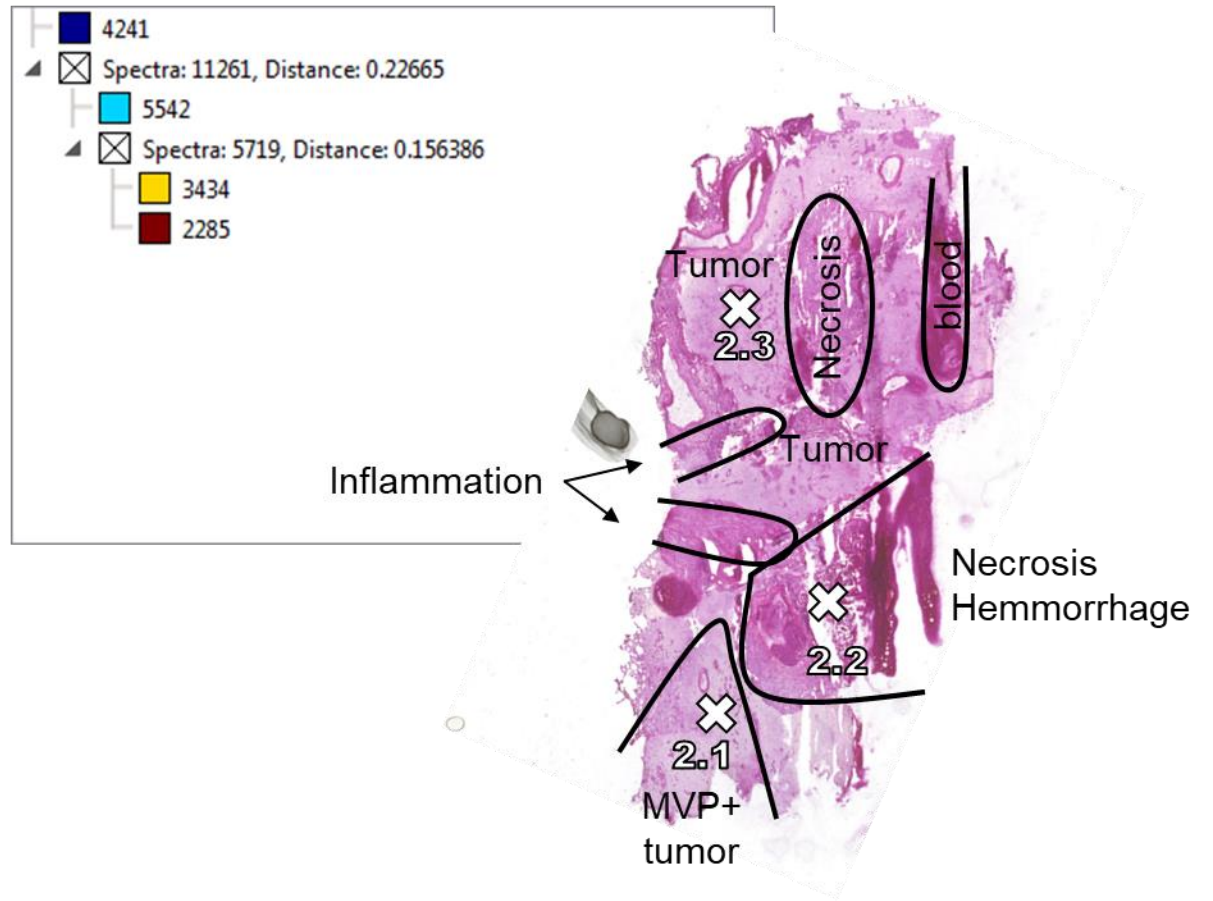 4241
Spectra: 11261, Distance: 0.22665
5542
Spectra: 5719, Distance: 0.156386
3434
2285
Tumor
2.3
Necrosis
blood
Tumor
Inflammation
Necrosis
Hemmorrhage
2.2
2.1
MVP+
tumor